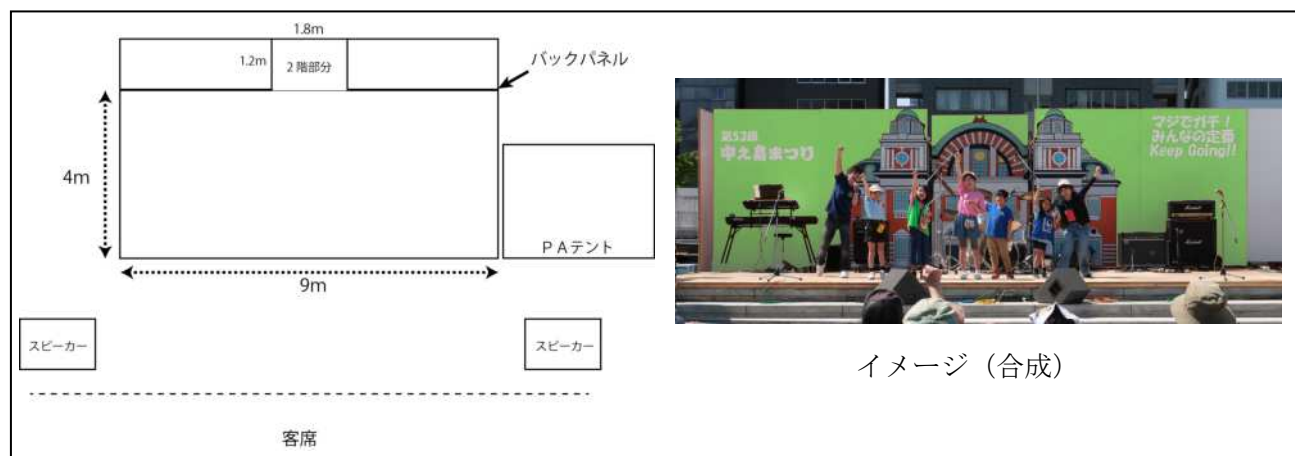 1.8m
1.2m
2階部分
バックパネル
4m
PAテント
9m
スピーカー
スピーカー
客席
第53回
中之島まつり
マジでガチ！
みんなの定番
Keep Going!!
Marshall
Marshall
イメージ（合成）